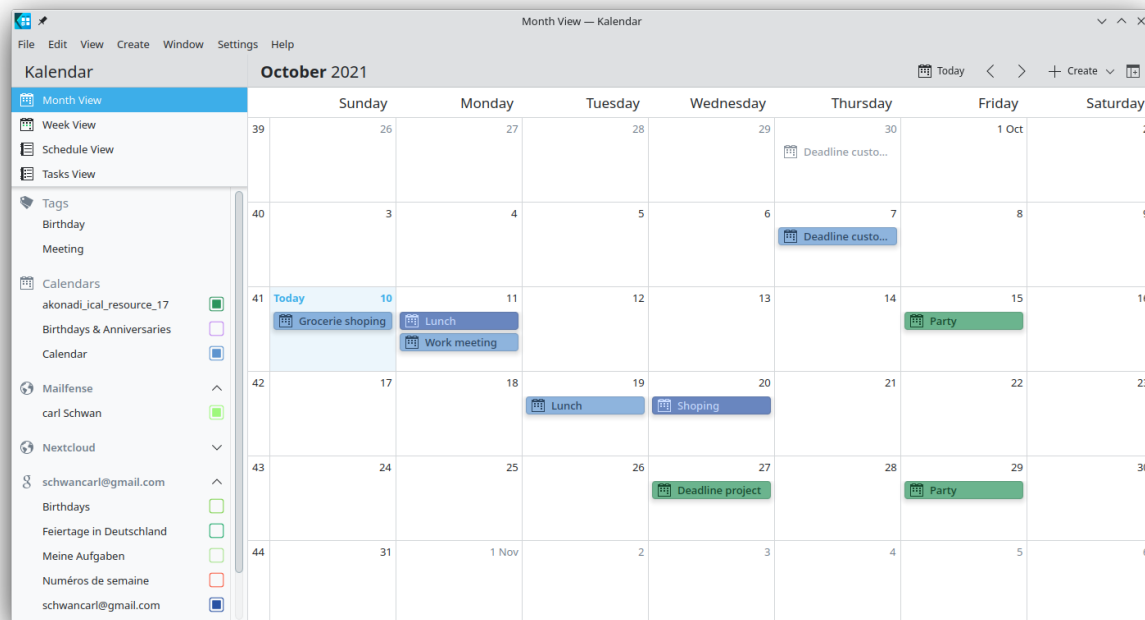 Month View — Kalendar
File Edit View Create Window Settings Help
Kalendar
October 2021
Today
Create
Month View
Week View
Schedule View
Tasks View
Tags
Birthday
Meeting
Calendars
akonadi_ical_resource_17
Birthdays & Anniversaries
Calendar
Mailfense
carl Schwan
Nextcloud
schwancarl@gmail.com
Birthdays
Feiertage in Deutschland
Meine Aufgaben
Numéros de semaine
schwancarl@gmail.com
Sunday Monday Tuesday Wednesday Thursday Friday Saturday
39 26 27 28 29 30 1 Oct
Deadline custo...
40 3 4 5 6 7 8
Deadline custo...
41 Today 10 11 12 13 14 15 16
Grocerie shoping Lunch Party
Work meeting
42 17 18 19 20 21 22 23
Lunch Shoping
43 24 25 26 27 28 29 30
Deadline project Party
44 31 1 Nov 2 3 4 5